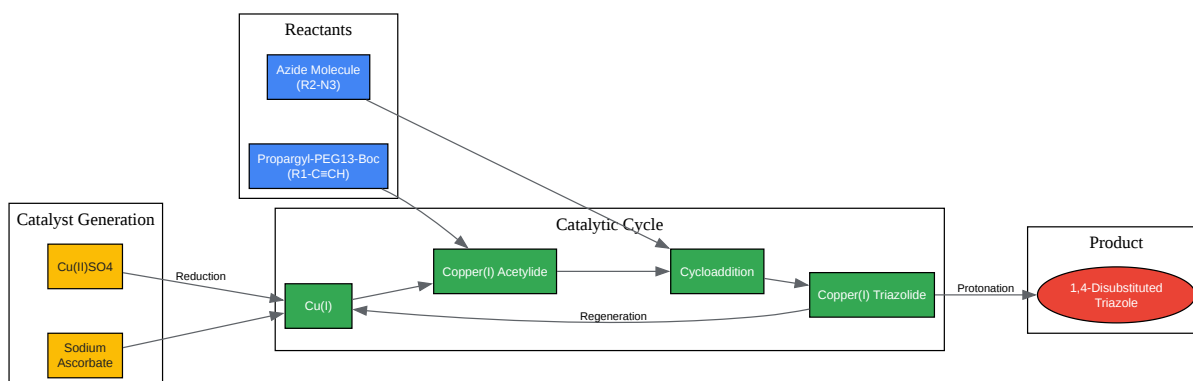 Reactants
Azide Molecule
(R2-N3)
Propargyl-PEG13-Boc
(R1-C≡CH)
Catalyst Generation
Cu(II)SO4
Sodium
Ascorbate
Reduction
Catalytic Cycle
Cu(I)
Copper(I) Acetylide
Cycloaddition
Copper(I) Triazolide
Regeneration
Protonation
Product
1,4-Disubstituted
Triazole